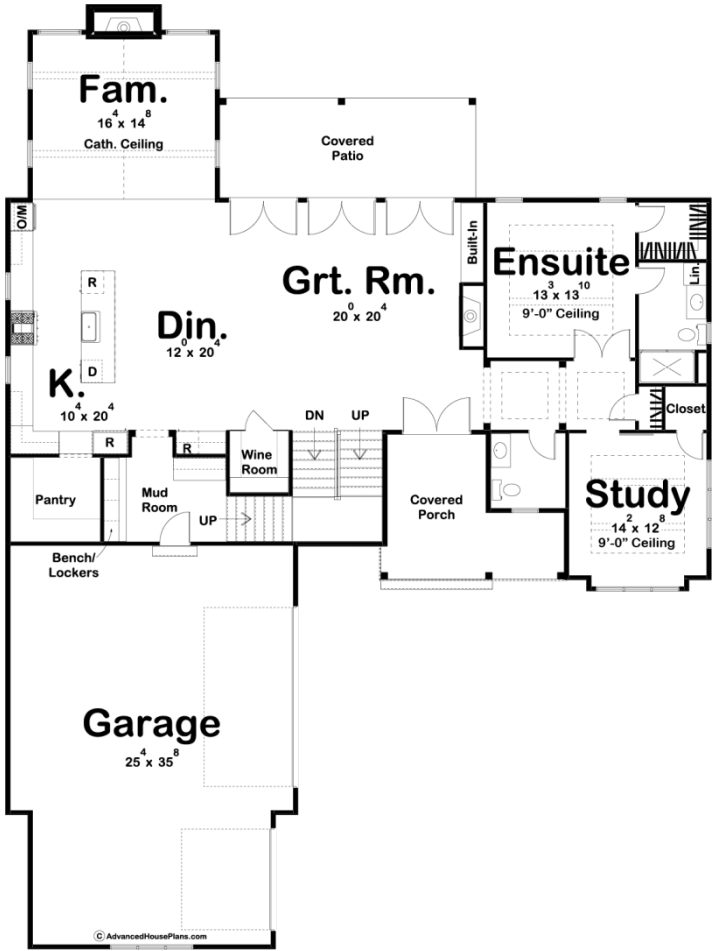 Fam.
16⁴ x 14⁸
Cath. Ceiling
Covered
Patio
O/M
Built-In
Grt. Rm.
20⁰ x 20⁴
Ensuite
13³ x 13¹⁰
9'-0" Ceiling
Lin.
R
Din.
12⁰ x 20⁴
D
K.
10⁴ x 20⁴
R
R
Wine
Room
DN
UP
Closet
Pantry
Mud
Room
UP
Covered
Porch
Study
14² x 12⁸
9'-0" Ceiling
Bench/
Lockers
Garage
25⁴ x 35⁸
© AdvancedHousePlans.com